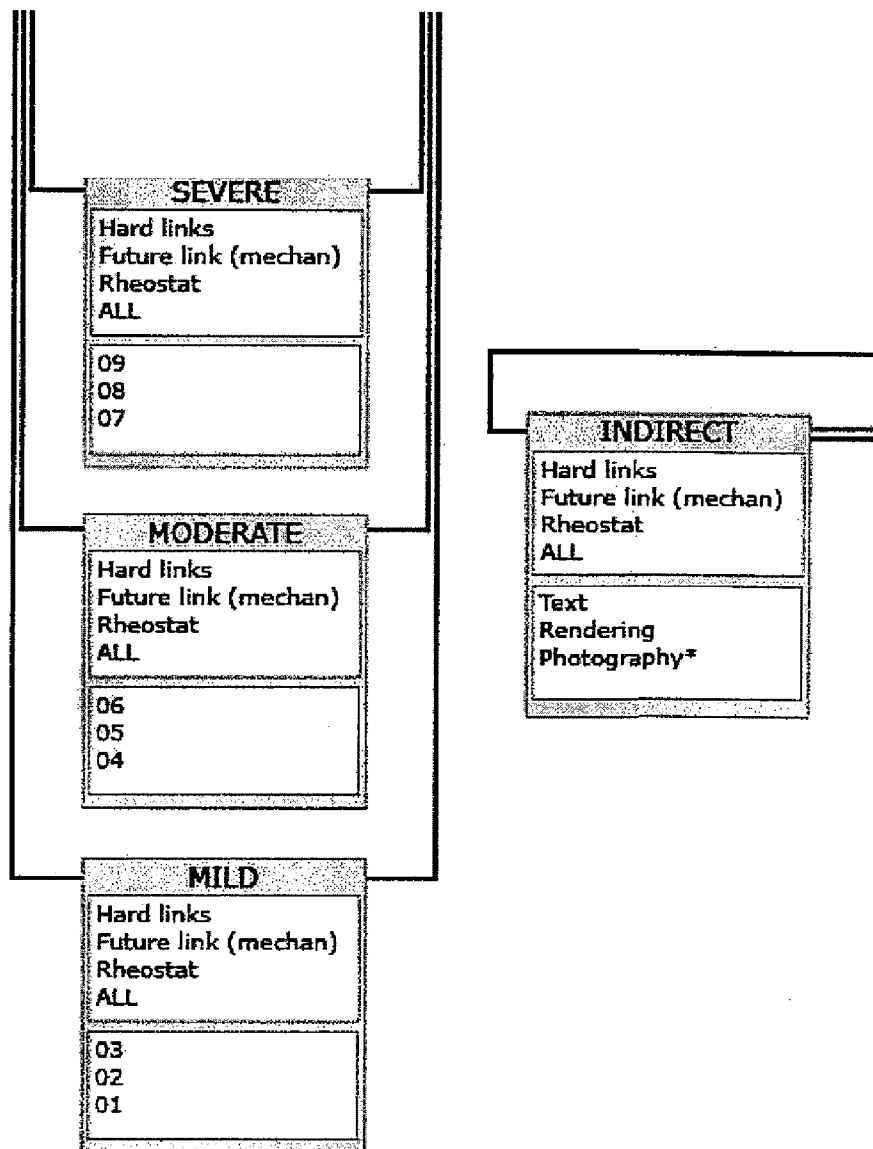 SEVERE
Hard links
Future link (mechan)
Rheostat
ALL
09
08
07
MODERATE
Hard links
Future link (mechan)
Rheostat
ALL
06
05
04
MILD
Hard links
Future link (mechan)
Rheostat
ALL
03
02
01
INDIRECT
Hard links
Future link (mechan)
Rheostat
ALL
Text
Rendering
Photography*